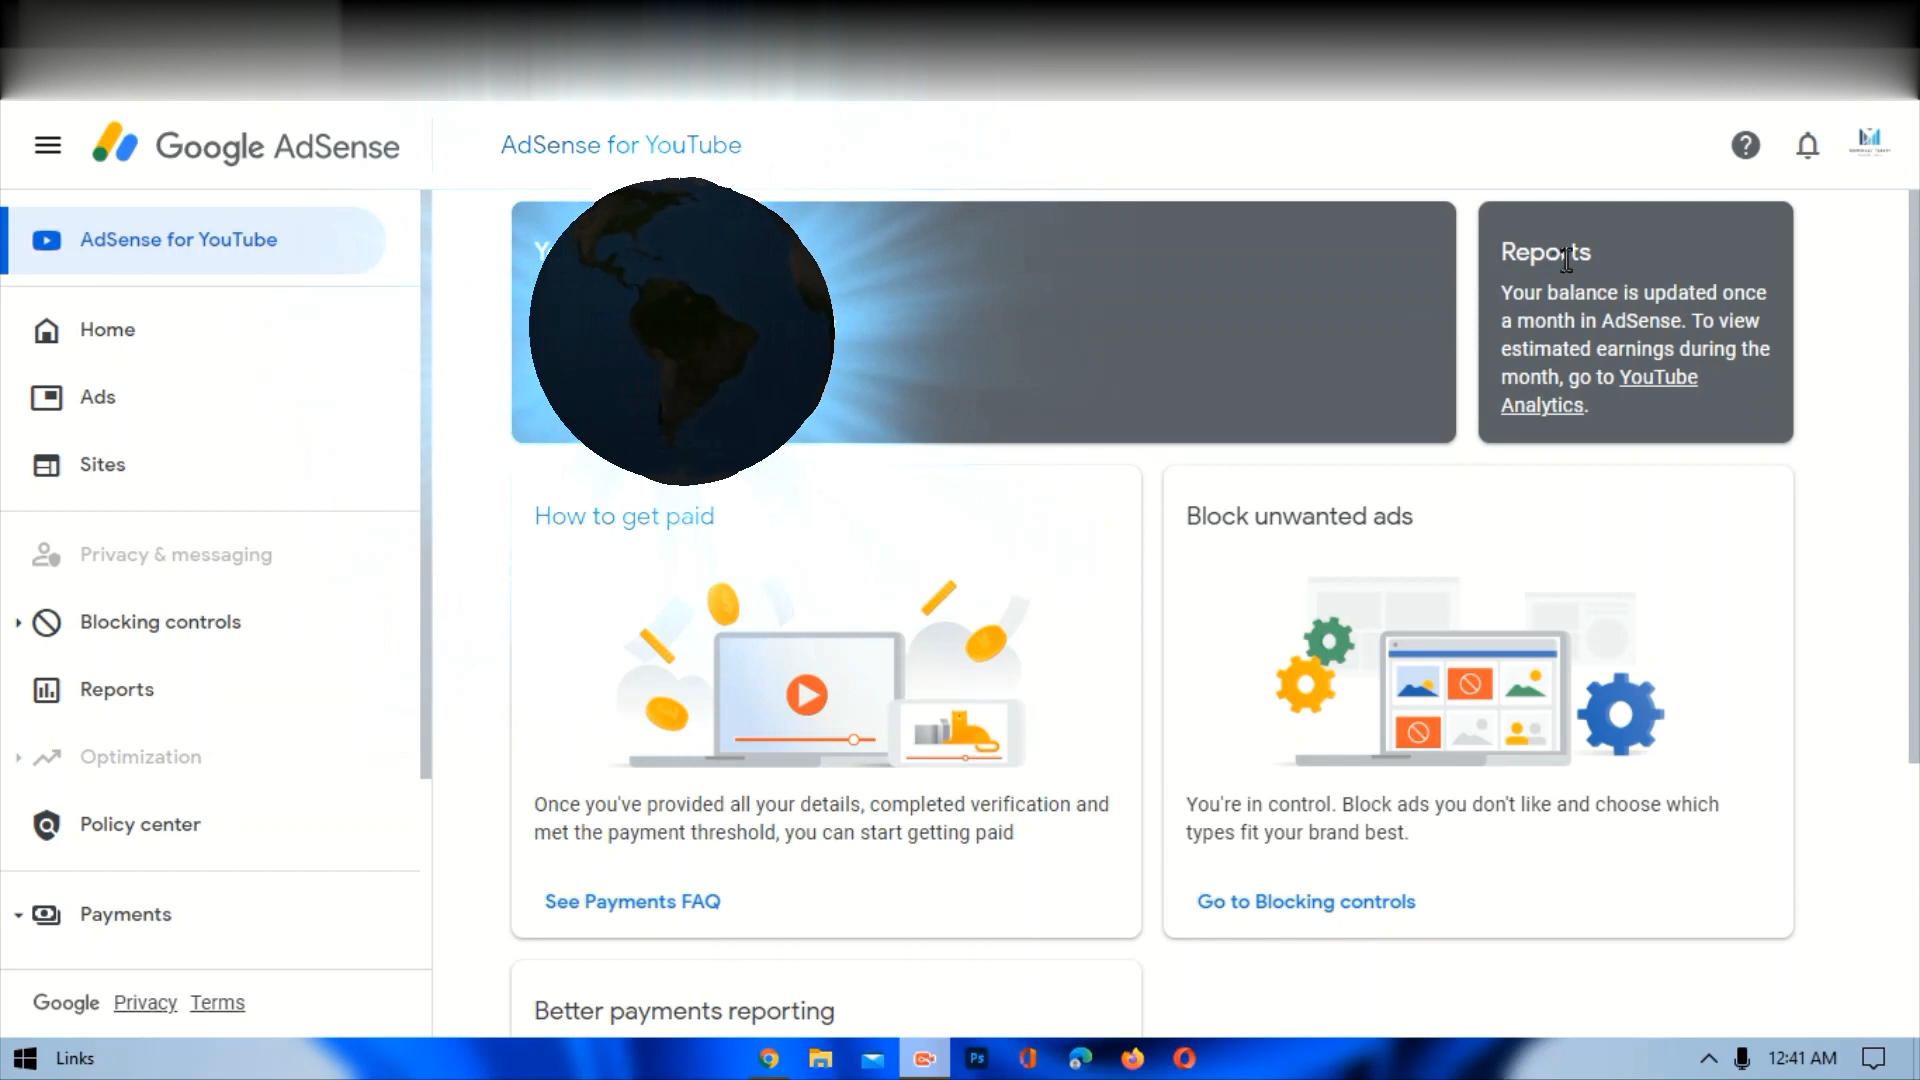 Google AdSense
AdSense for YouTube
AdSense for YouTube
Home
Ads
Sites
Privacy & messaging
Blocking controls
Reports
Optimization
Policy center
Payments
Google Privacy Terms
Y
Reports
Your balance is updated once
a month in AdSense. To view
estimated earnings during the
month, go to YouTube
Analytics.
How to get paid
Once you've provided all your details, completed verification and
met the payment threshold, you can start getting paid
See Payments FAQ
Block unwanted ads
You're in control. Block ads you don't like and choose which
types fit your brand best.
Go to Blocking controls
Better payments reporting
Links
Ps
12:41 AM